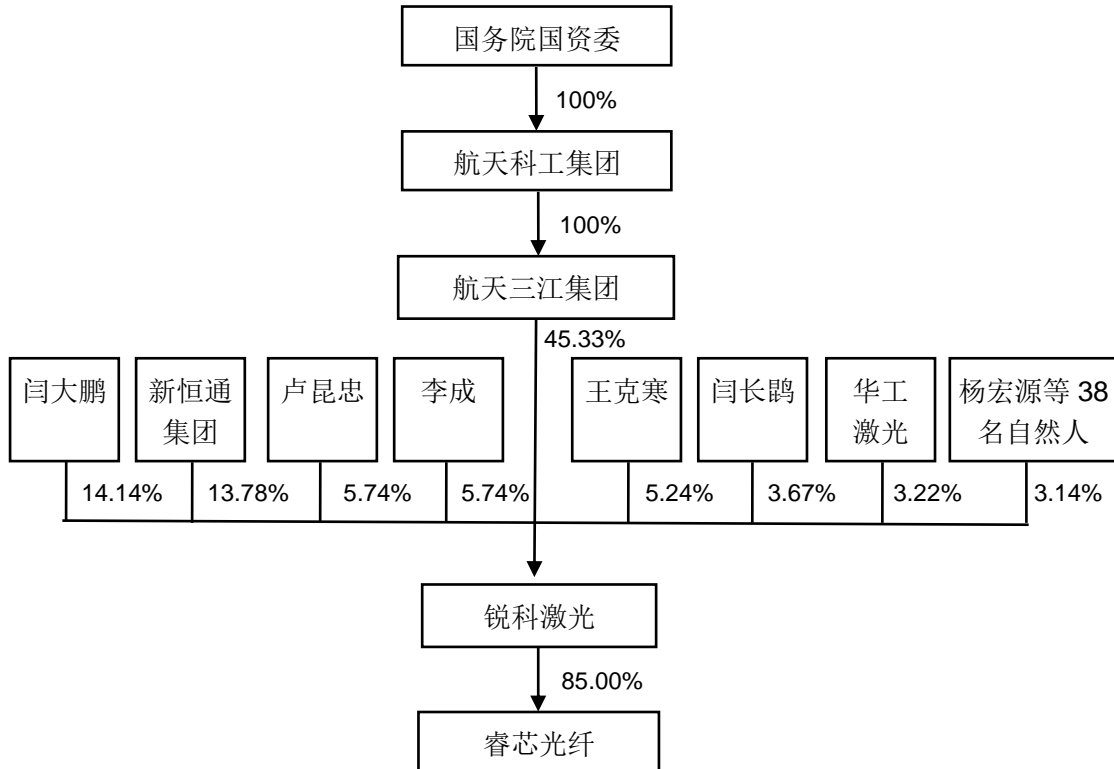 国务院国资委
100%
航天科工集团
100%
航天三江集团
45.33%
闫大鹏
新恒通
集团
卢昆忠
李成
王克寒
闫长鹍
华工
激光
杨宏源等 38
名自然人
14.14%
13.78%
5.74%
5.74%
5.24%
3.67%
3.22%
3.14%
锐科激光
85.00%
睿芯光纤